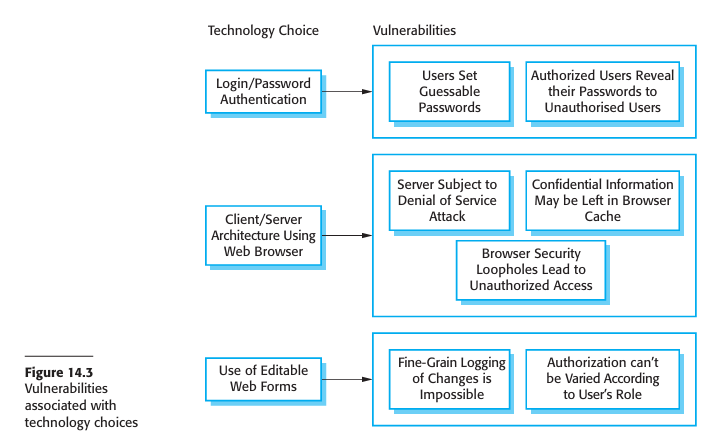 Technology Choice
Vulnerabilities
Login/Password
Authentication
Users Set
Guessable
Passwords
Authorized Users Reveal
their Passwords to
Unauthorised Users
Client/Server
Architecture Using
Web Browser
Server Subject to
Denial of Service
Attack
Confidential Information
May be Left in Browser
Cache
Browser Security
Loopholes Lead to
Unauthorized Access
Use of Editable
Web Forms
Fine-Grain Logging
of Changes is
Impossible
Authorization can't
be Varied According
to User's Role
Figure 14.3
Vulnerabilities
associated with
technology choices